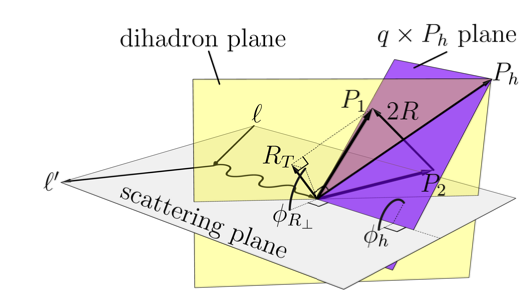 dihadron plane
q × P_h plane
P_h
P_1
2R
ℓ
R_T
ℓ′
P_2
scattering plane
ϕ_{R⊥}
ϕ_h